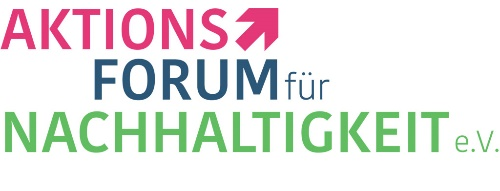 AKTIONS
FORUM für
NACHHALTIGKEIT e.V.